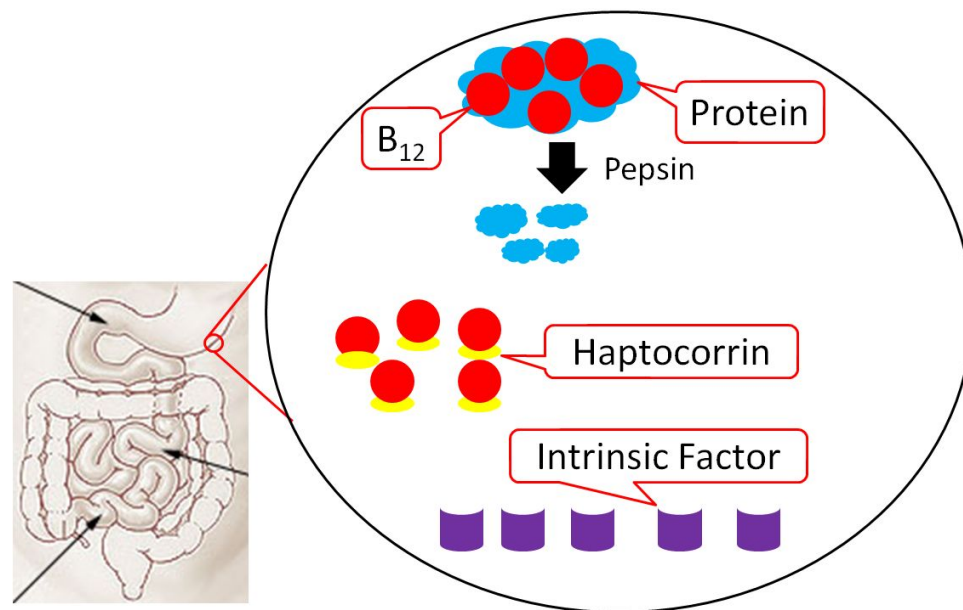 Protein
B₁₂
Pepsin
Haptocorrin
Intrinsic Factor